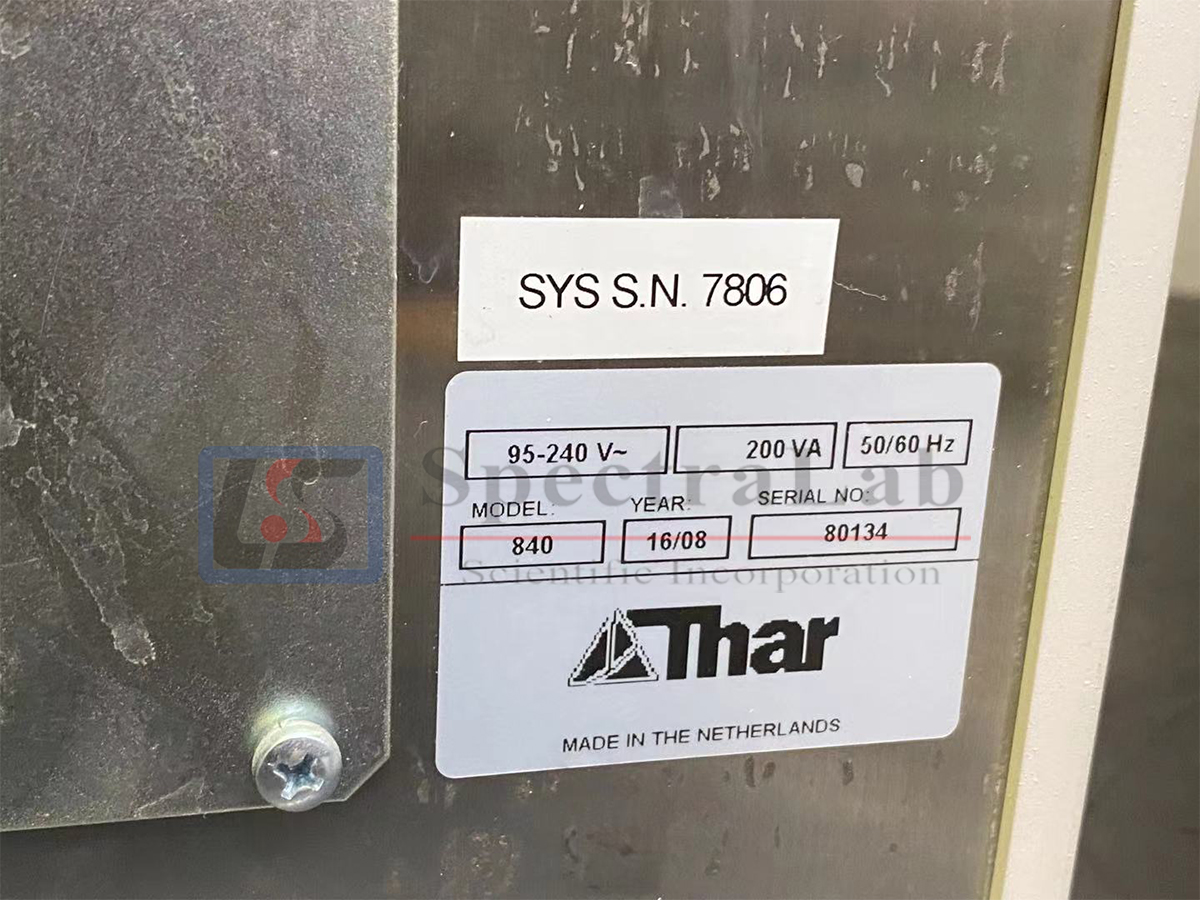 SYS S.N. 7806
95-240 V~ 200 VA 50/60 Hz
MODEL: YEAR: SERIAL NO:
840 16/08 80134
Thar
MADE IN THE NETHERLANDS
LS SpectraLab
Scientific Incorporation